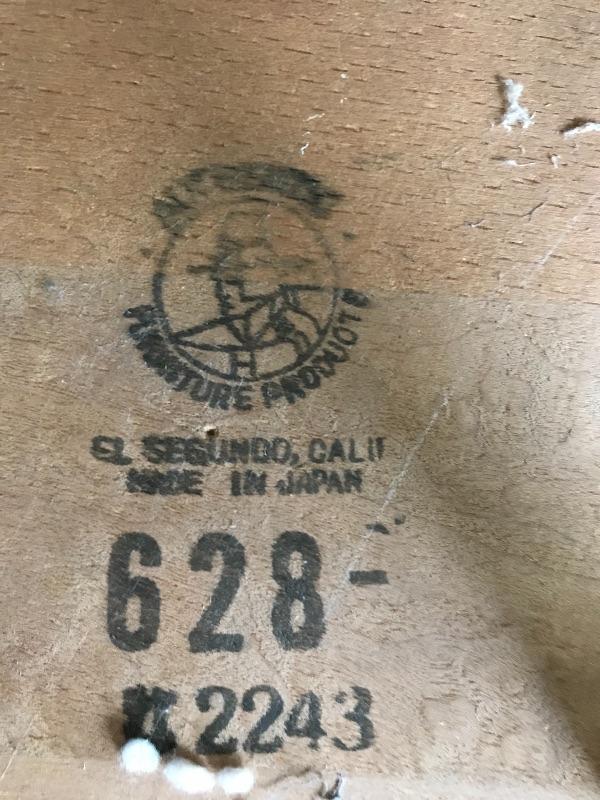 FURNITURE PRODUCTS
EL SEGUNDO, CALIF
MADE IN JAPAN
628-
2243